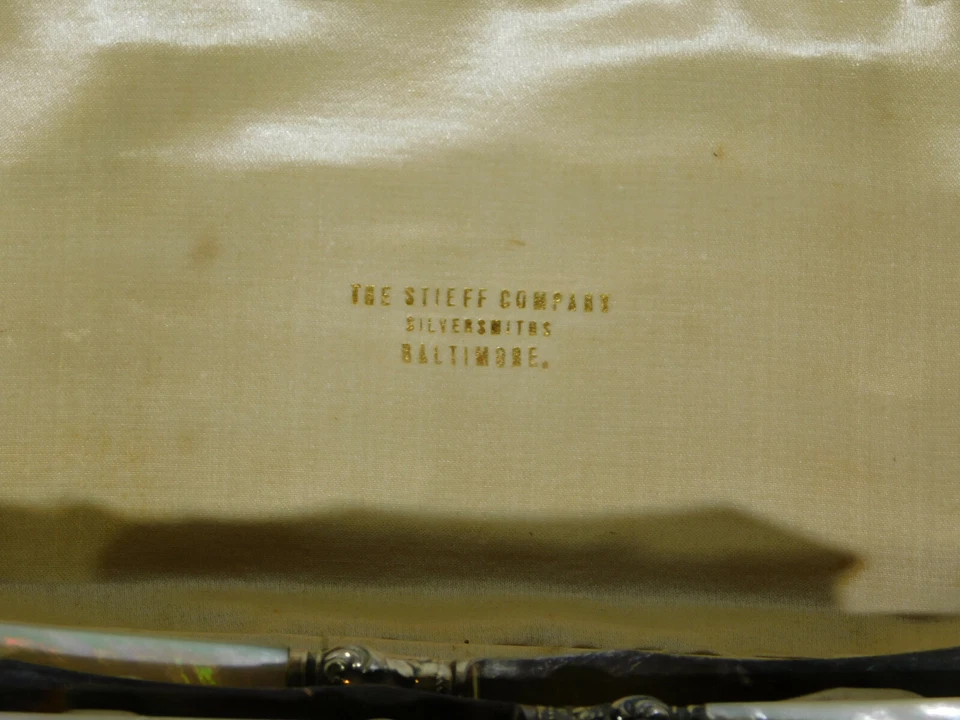 THE STIEFF COMPANY
SILVERSMITHS
BALTIMORE.